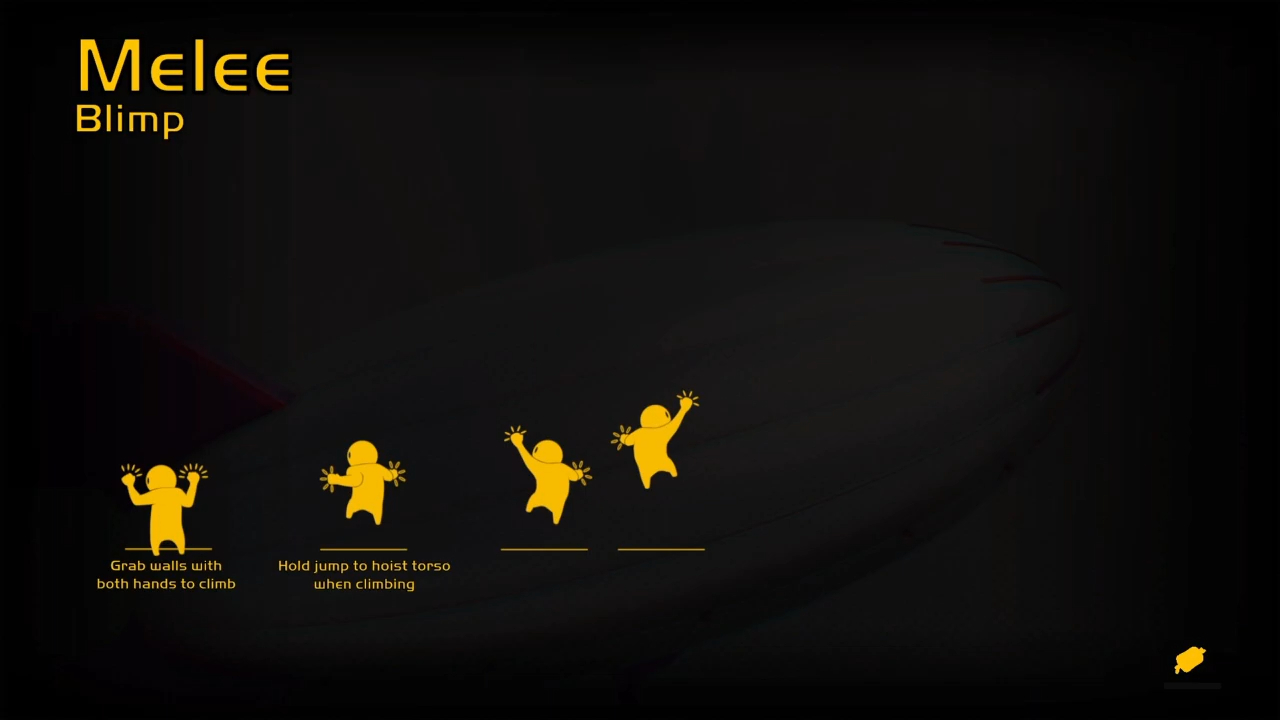 Melee
Blimp
Grab walls with
both hands to climb
Hold jump to hoist torso
when climbing